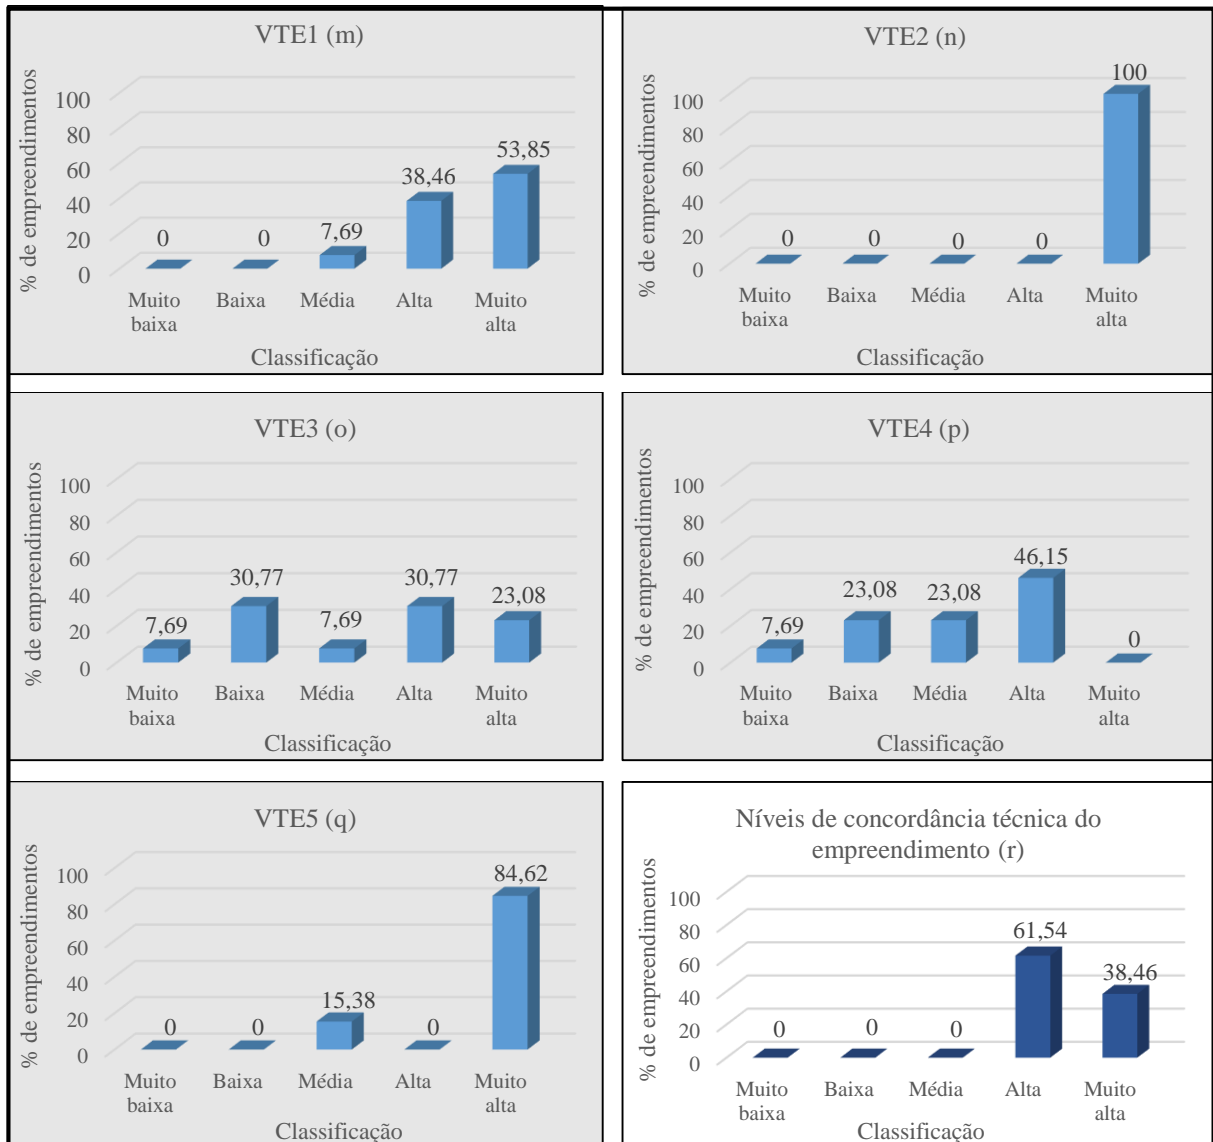 VTE1 (m)
% de empreendimentos
100
80
60
40
20
0
0
0
7,69
38,46
53,85
Muito baixa
Baixa
Média
Alta
Muito alta
Classificação
VTE2 (n)
% de empreendimentos
100
80
60
40
20
0
0
0
0
0
100
Muito baixa
Baixa
Média
Alta
Muito alta
Classificação
VTE3 (o)
% de empreendimentos
100
80
60
40
20
0
7,69
30,77
7,69
30,77
23,08
Muito baixa
Baixa
Média
Alta
Muito alta
Classificação
VTE4 (p)
% de empreendimentos
100
80
60
40
20
0
7,69
23,08
23,08
46,15
0
Muito baixa
Baixa
Média
Alta
Muito alta
Classificação
VTE5 (q)
% de empreendimentos
100
80
60
40
20
0
0
0
15,38
0
84,62
Muito baixa
Baixa
Média
Alta
Muito alta
Classificação
Níveis de concordância técnica do
empreendimento (r)
% de empreendimentos
100
80
60
40
20
0
0
0
0
61,54
38,46
Muito baixa
Baixa
Média
Alta
Muito alta
Classificação